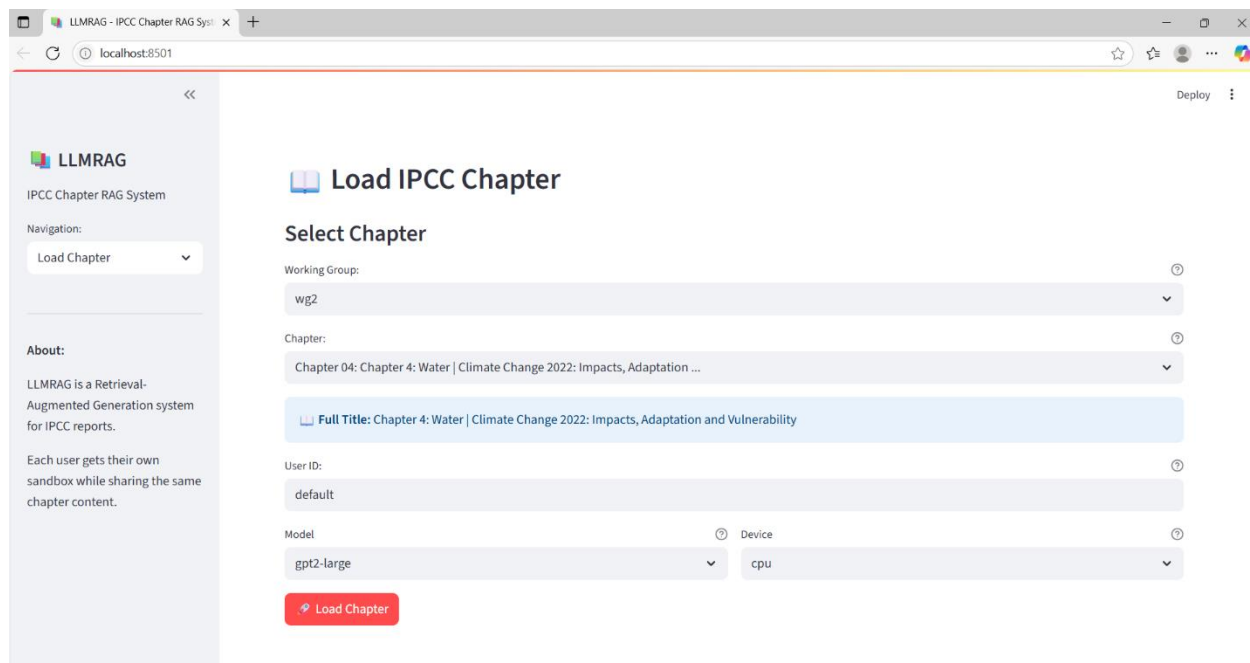 LLMRAG - IPCC Chapter RAG Syst
localhost:8501
Deploy
LLMRAG
IPCC Chapter RAG System
Navigation:
Load Chapter
About:
LLMRAG is a Retrieval-
Augmented Generation system
for IPCC reports.
Each user gets their own
sandbox while sharing the same
chapter content.
Load IPCC Chapter
Select Chapter
Working Group:
wg2
Chapter:
Chapter 04: Chapter 4: Water | Climate Change 2022: Impacts, Adaptation ...
Full Title: Chapter 4: Water | Climate Change 2022: Impacts, Adaptation and Vulnerability
User ID:
default
Model
Device
gpt2-large
cpu
Load Chapter